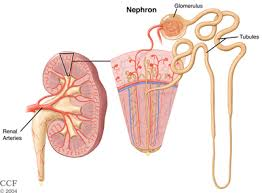 Nephron
Glomerulus
Tubules
Renal
Arteries
CCF
© 2004